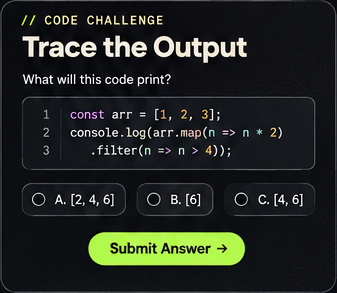 // CODE CHALLENGE
Trace the Output
What will this code print?
1 const arr = [1, 2, 3];
2 console.log(arr.map(n => n * 2)
3 .filter(n => n > 4));
A. [2, 4, 6] B. [6] C. [4, 6]
Submit Answer →